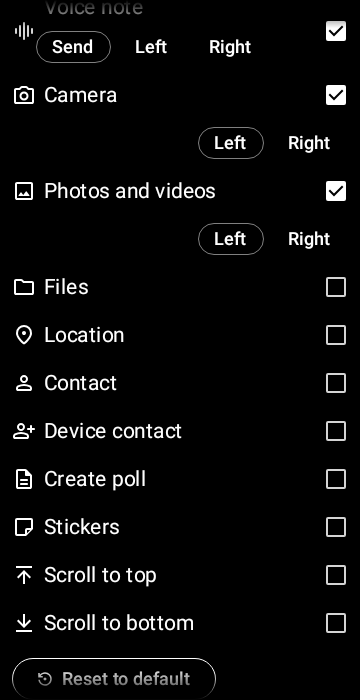 Voice note
Send Left Right
Camera
Left Right
Photos and videos
Left Right
Files
Location
Contact
Device contact
Create poll
Stickers
Scroll to top
Scroll to bottom
Reset to default